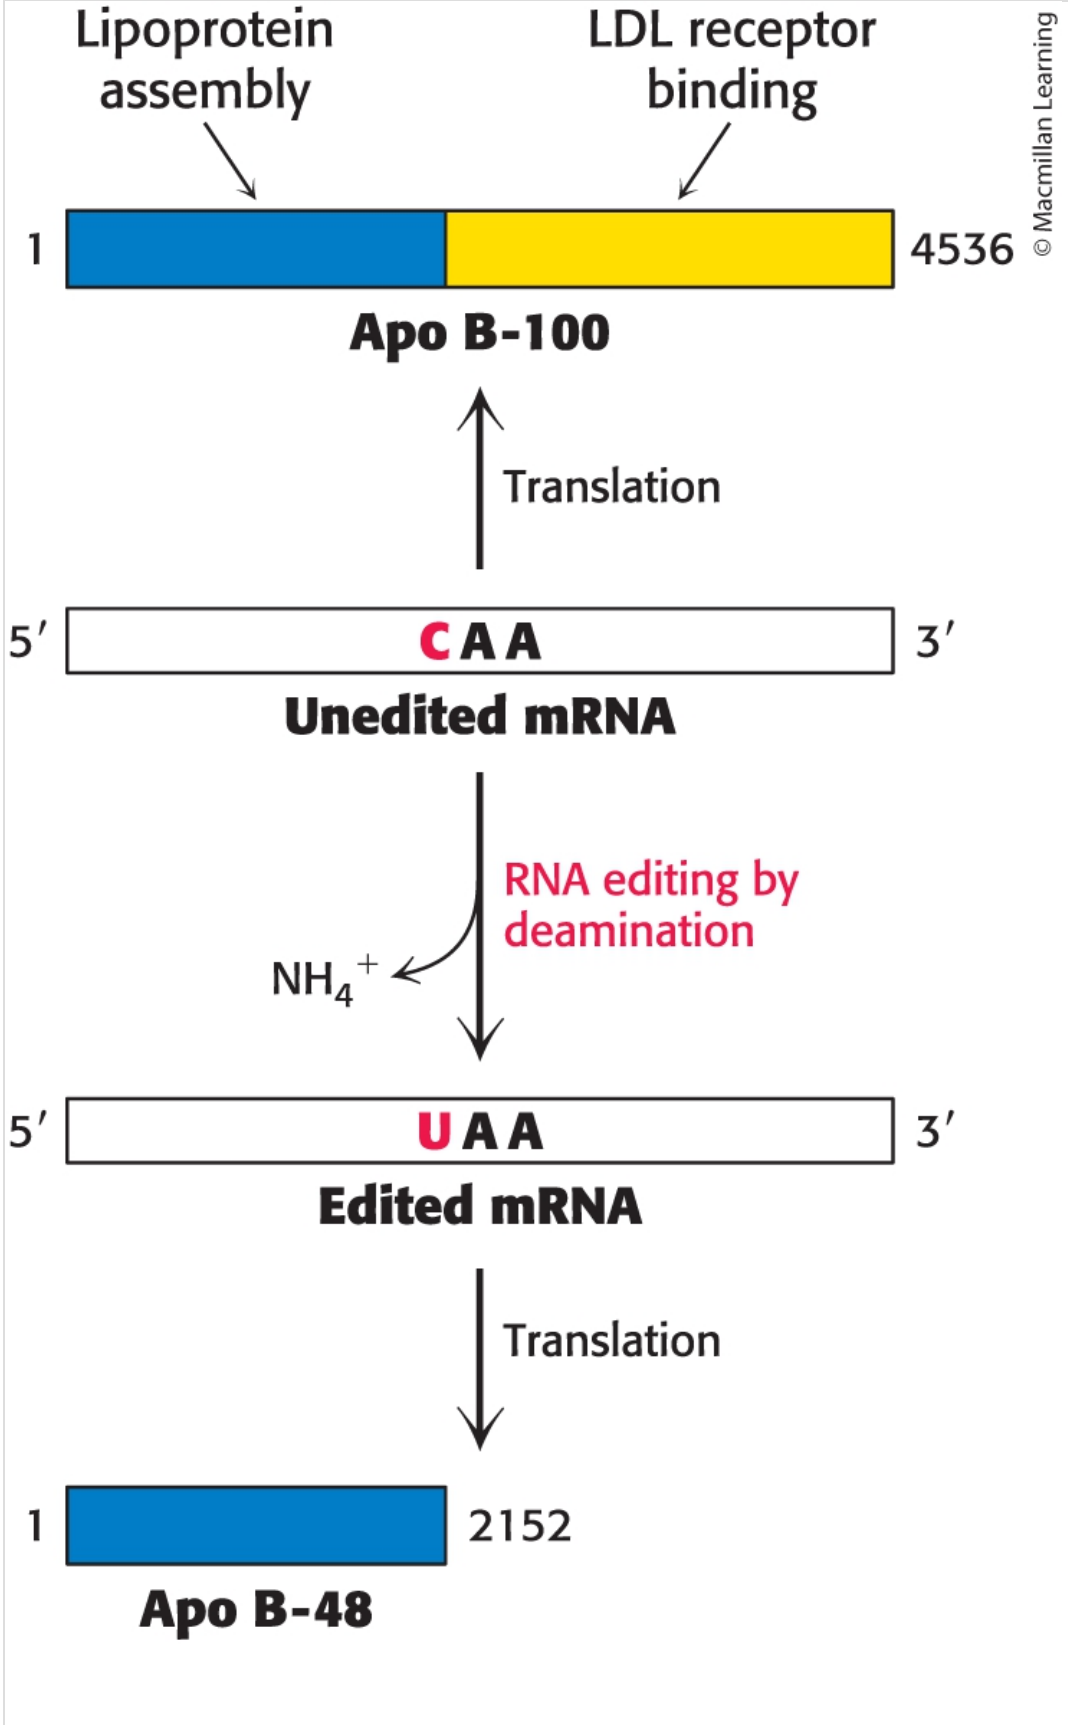 Lipoprotein
assembly
LDL receptor
binding
© Macmillan Learning
1
4536
Apo B-100
Translation
5′
CAA
3′
Unedited mRNA
RNA editing by
deamination
NH₄⁺
5′
UAA
3′
Edited mRNA
Translation
1
2152
Apo B-48